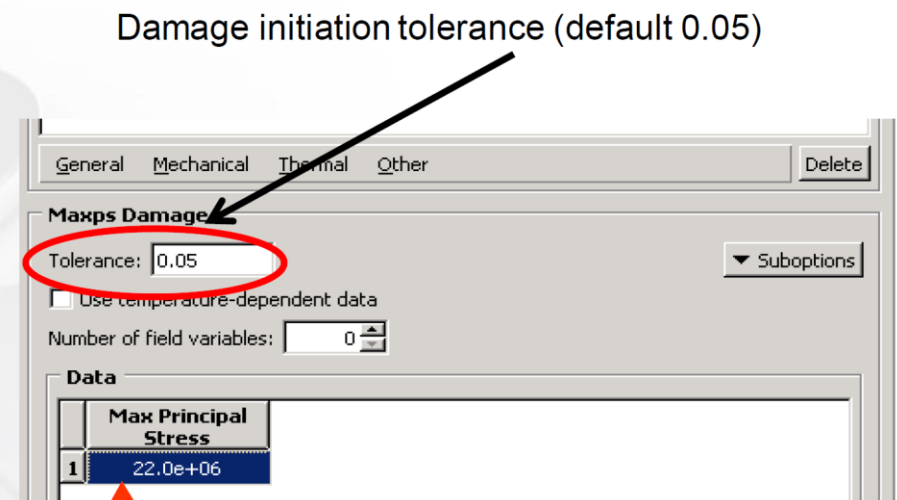 Damage initiation tolerance (default 0.05)
General Mechanical Thermal Other Delete
Maxps Damage
Tolerance: 0.05 Suboptions
Use temperature-dependent data
Number of field variables: 0
Data
Max Principal
Stress
1 22.0e+06